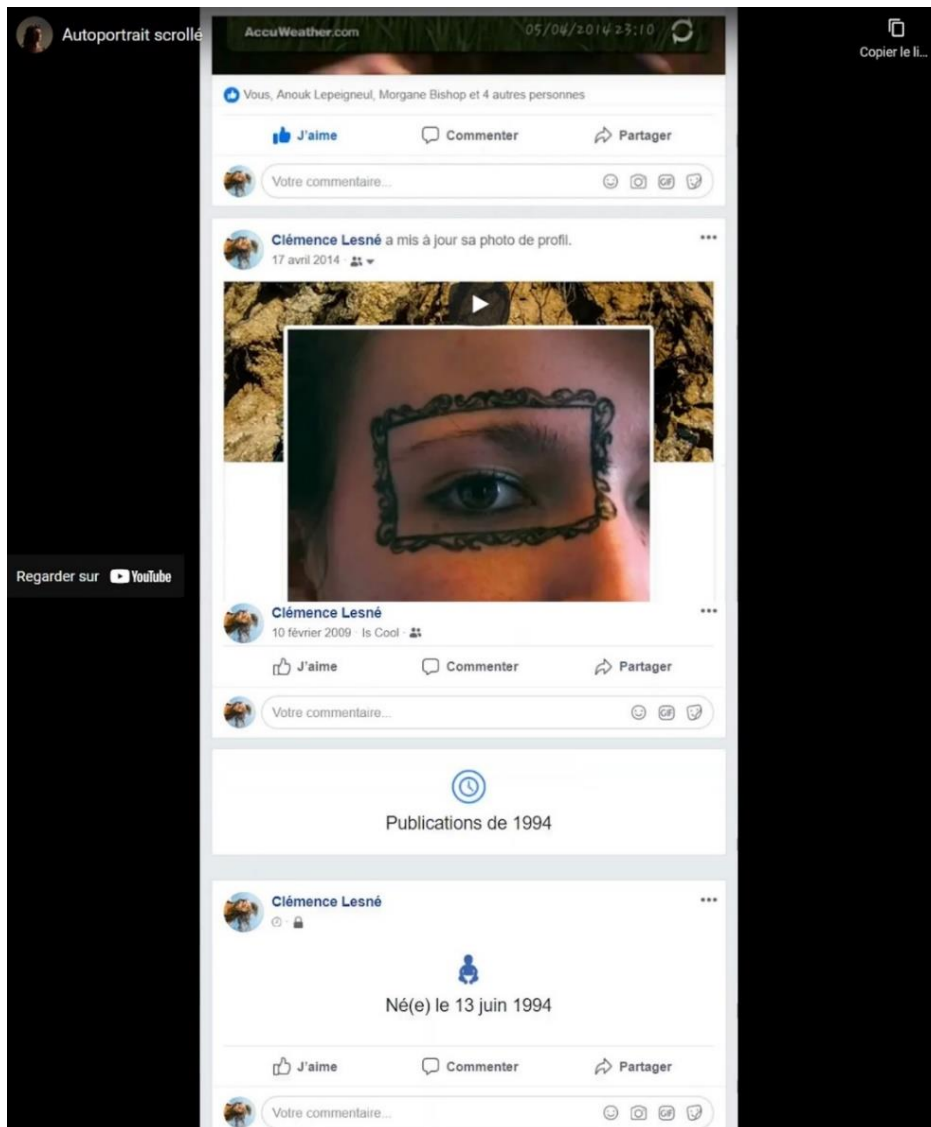 Autoportrait scrollé
Copier le li...
AccuWeather.com 05/04/2014 23:10
Vous, Anouk Lepeigneul, Morgane Bishop et 4 autres personnes
J'aime Commenter Partager
Votre commentaire... GIF
Clémence Lesné a mis à jour sa photo de profil.
17 avril 2014
Regarder sur YouTube
Clémence Lesné
10 février 2009 · Is Cool ·
J'aime Commenter Partager
Votre commentaire... GIF
Publications de 1994
Clémence Lesné
Né(e) le 13 juin 1994
J'aime Commenter Partager
Votre commentaire... GIF